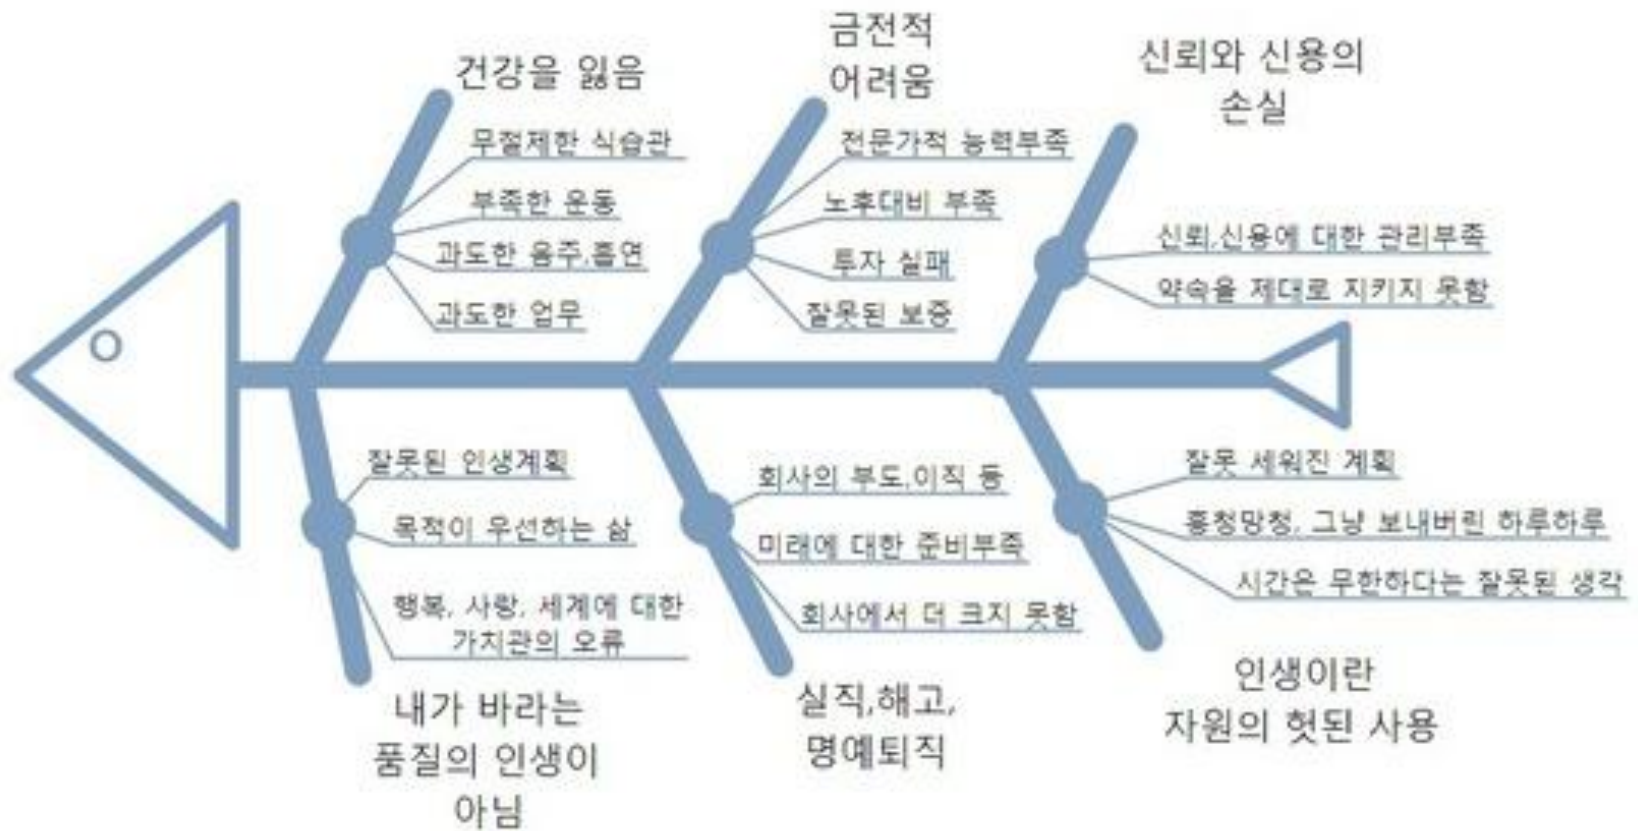 건강을 잃음
무절제한 식습관
부족한 운동
과도한 음주,흡연
과도한 업무
금전적
어려움
전문가적 능력부족
노후대비 부족
투자 실패
잘못된 보증
신뢰와 신용의
손실
신뢰,신용에 대한 관리부족
약속을 제대로 지키지 못함
잘못된 인생계획
목적이 우선하는 삶
행복, 사랑, 세계에 대한
가치관의 오류
내가 바라는
품질의 인생이
아님
회사의 부도,이직 등
미래에 대한 준비부족
회사에서 더 크지 못함
실직,해고,
명예퇴직
잘못 세워진 계획
흥청망청, 그냥 보내버린 하루하루
시간은 무한하다는 잘못된 생각
인생이란
자원의 헛된 사용